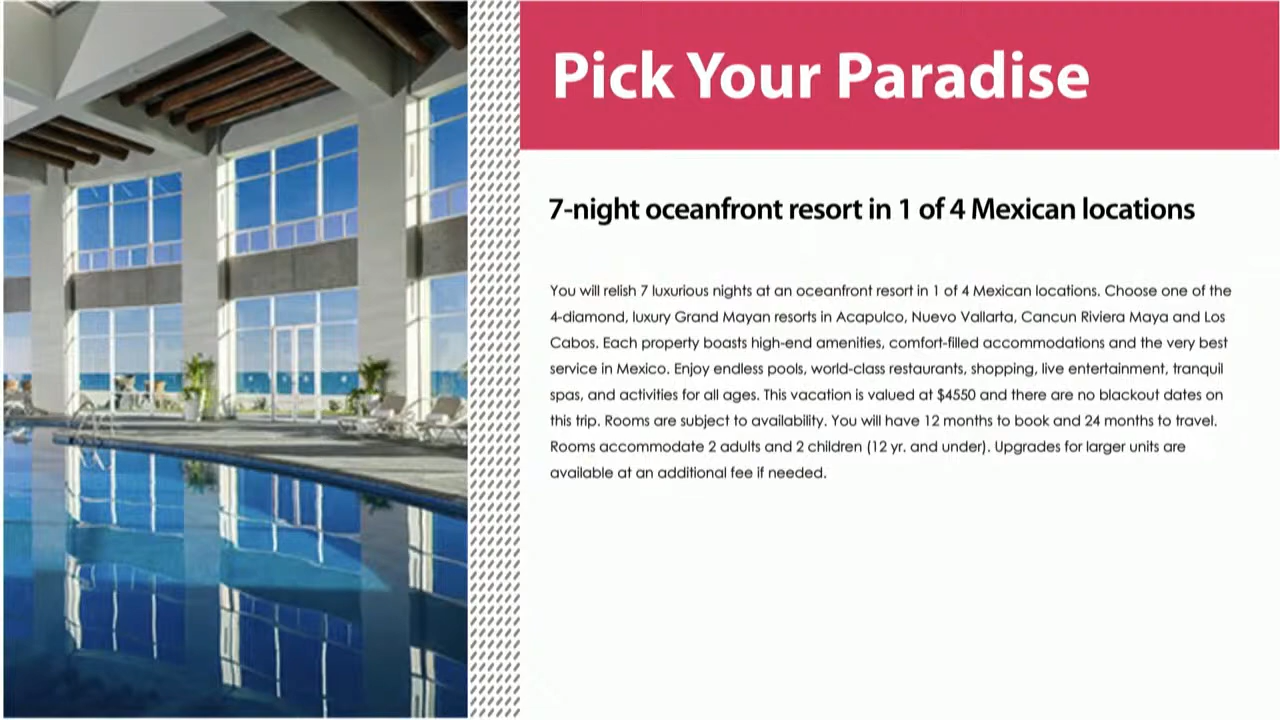 Pick Your Paradise
7-night oceanfront resort in 1 of 4 Mexican locations
You will relish 7 luxurious nights at an oceanfront resort in 1 of 4 Mexican locations. Choose one of the
4-diamond, luxury Grand Mayan resorts in Acapulco, Nuevo Vallarta, Cancun Riviera Maya and Los
Cabos. Each property boasts high-end amenities, comfort-filled accommodations and the very best
service in Mexico. Enjoy endless pools, world-class restaurants, shopping, live entertainment, tranquil
spas, and activities for all ages. This vacation is valued at $4550 and there are no blackout dates on
this trip. Rooms are subject to availability. You will have 12 months to book and 24 months to travel.
Rooms accommodate 2 adults and 2 children (12 yr. and under). Upgrades for larger units are
available at an additional fee if needed.